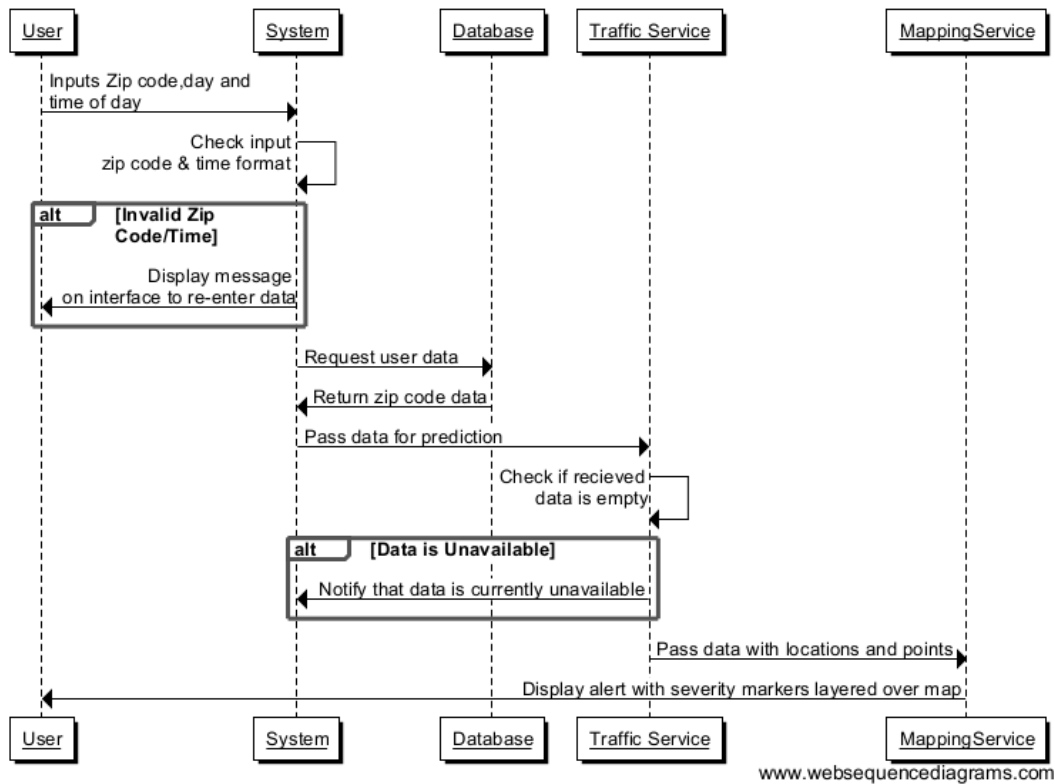 User
System
Database
Traffic Service
MappingService
Inputs Zip code,day and
time of day
Check input
zip code & time format
alt
[Invalid Zip
Code/Time]
Display message
on interface to re-enter data
Request user data
Return zip code data
Pass data for prediction
Check if recieved
data is empty
alt
[Data is Unavailable]
Notify that data is currently unavailable
Pass data with locations and points
Display alert with severity markers layered over map
User
System
Database
Traffic Service
MappingService
www.websequencediagrams.com